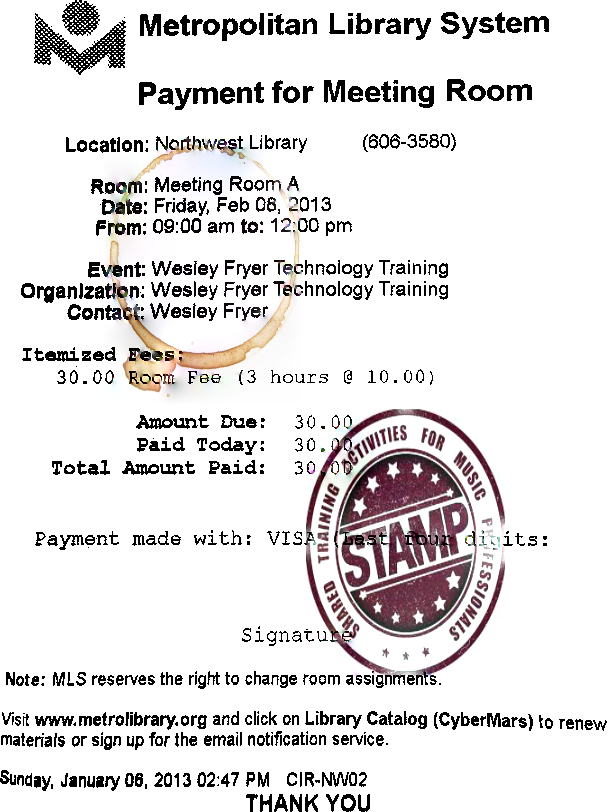 Metropolitan Library System
Payment for Meeting Room
Location: Northwest Library (606-3580)
Room: Meeting Room A
Date: Friday, Feb 08, 2013
From: 09:00 am to: 12:00 pm
Event: Wesley Fryer Technology Training
Organization: Wesley Fryer Technology Training
Contact: Wesley Fryer
Itemized Fees:
30.00 Room Fee (3 hours @ 10.00)
Amount Due: 30.00
Paid Today: 30.00
Total Amount Paid: 30.00
Payment made with: VISA (Last four digits:
SHARED TRAINING ACTIVITIES FOR MUSIC PROFESSIONALS
STAMP
Signature
Note: MLS reserves the right to change room assignments.
Visit www.metrolibrary.org and click on Library Catalog (CyberMars) to renew
materials or sign up for the email notification service.
Sunday, January 06, 2013 02:47 PM CIR-NW02
THANK YOU